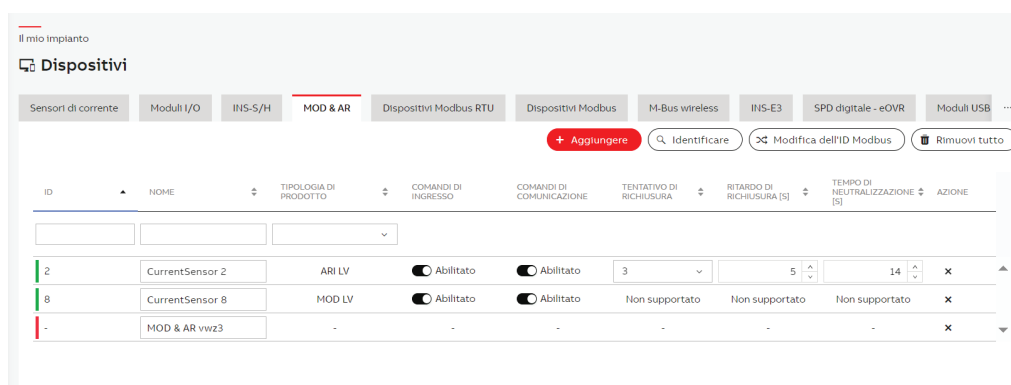 Il mio impianto
Dispositivi
Sensori di corrente Moduli I/O INS-S/H MOD & AR Dispositivi Modbus RTU Dispositivi Modbus M-Bus wireless INS-E3 SPD digitale - eOVR Moduli USB ...
+ Aggiungere Identificare Modifica dell'ID Modbus Rimuovi tutto
ID NOME TIPOLOGIA DI PRODOTTO COMANDI DI INGRESSO COMANDI DI COMUNICAZIONE TENTATIVO DI RICHIUSURA RITARDO DI RICHIUSURA [S] TEMPO DI NEUTRALIZZAZIONE [S] AZIONE
2 CurrentSensor 2 ARI LV Abilitato Abilitato 3 5 14 ×
8 CurrentSensor 8 MOD LV Abilitato Abilitato Non supportato Non supportato Non supportato ×
- MOD & AR vwz3 - - - - - - ×